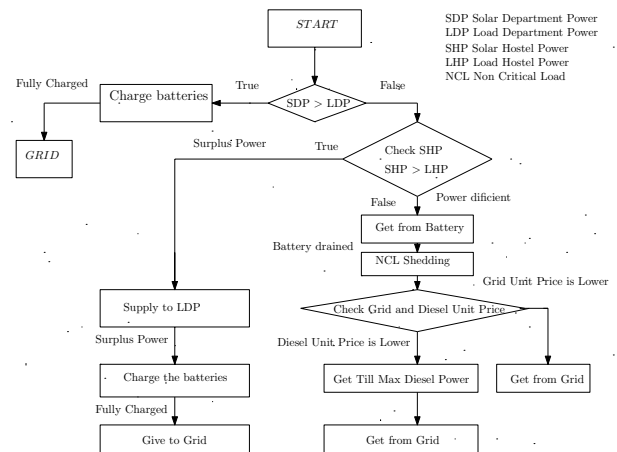 START
SDP Solar Department Power
LDP Load Department Power
SHP Solar Hostel Power
LHP Load Hostel Power
NCL Non Critical Load
Fully Charged
Charge batteries
True
SDP > LDP
False
GRID
Surplus Power
True
Check SHP
SHP > LHP
False
Power dificient
Get from Battery
Battery drained
NCL Shedding
Grid Unit Price is Lower
Supply to LDP
Check Grid and Diesel Unit Price
Surplus Power
Diesel Unit Price is Lower
Charge the batteries
Get Till Max Diesel Power
Get from Grid
Fully Charged
Give to Grid
Get from Grid